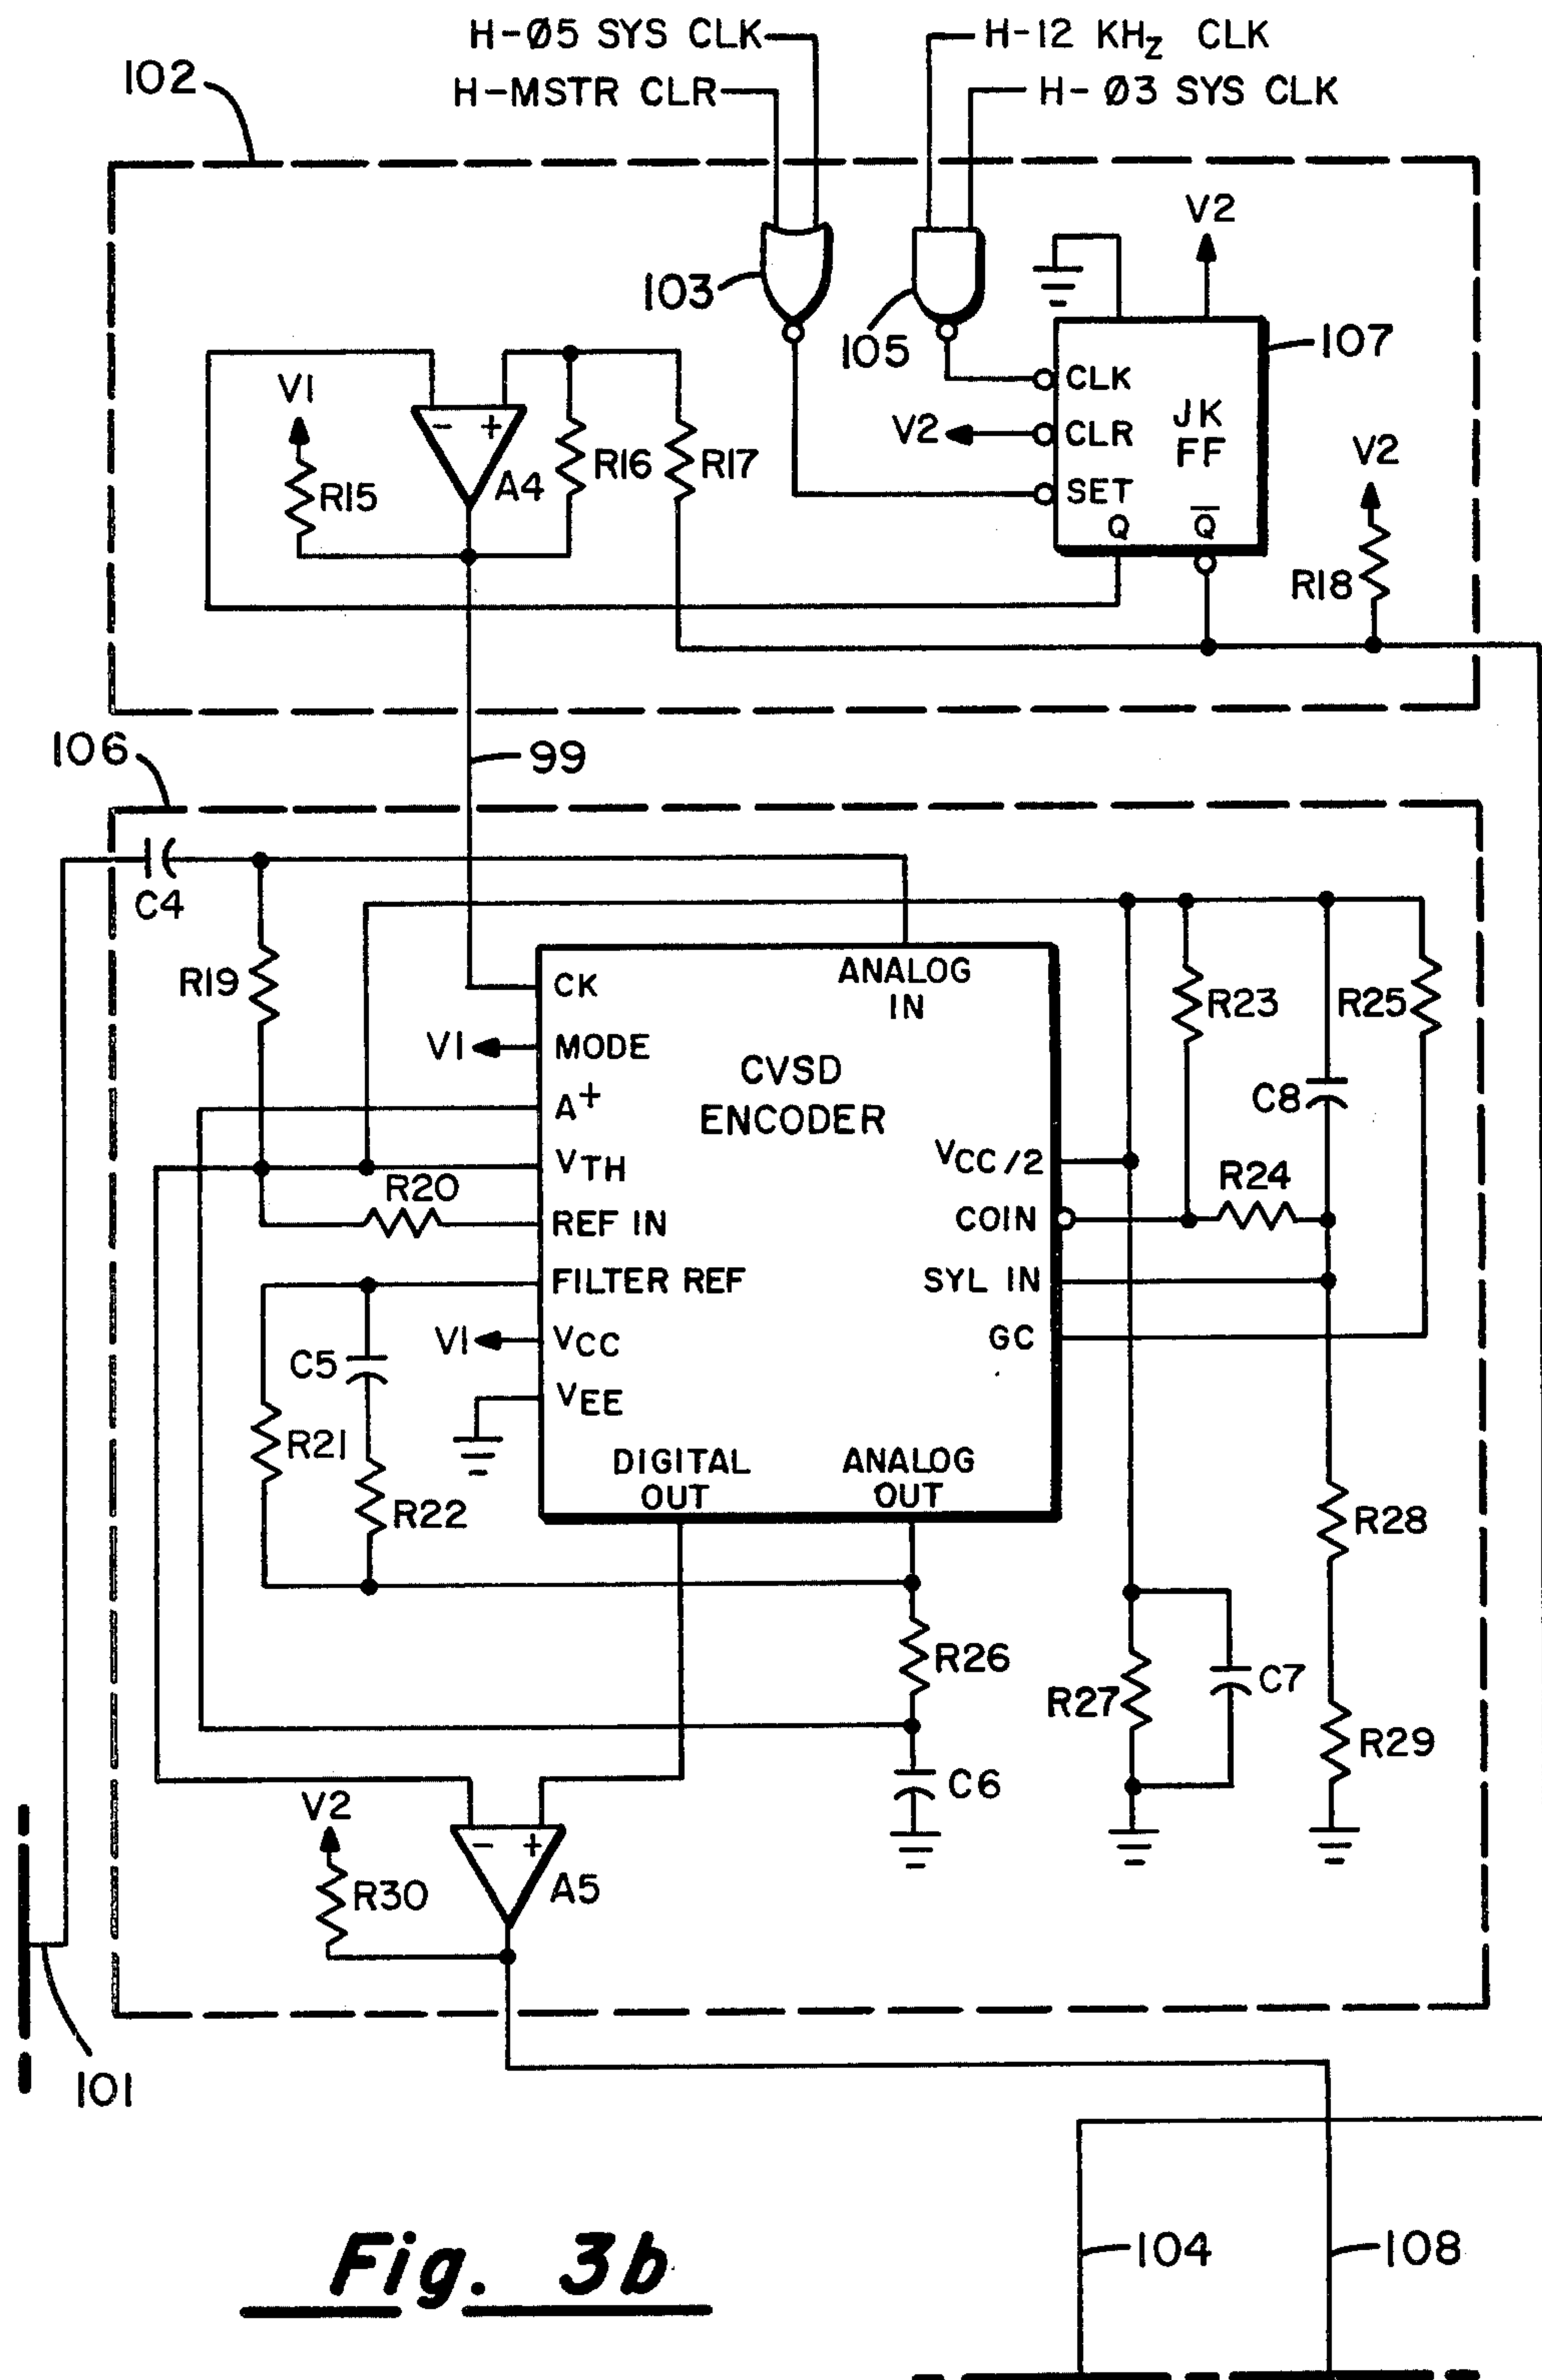 H-Ø5 SYS CLK
H-12 KHz CLK
H-MSTR CLR
H-Ø3 SYS CLK
102
V2
103
105
107
CLK
V1
V2
CLR
JK
FF
V2
- +
R15
A4
R16
R17
SET
Q
Q̅
R18
99
106
C4
R19
CK
ANALOG
IN
R23
R25
V1
MODE
CVSD
ENCODER
C8
A+
VTH
VCC/2
R20
R24
REF IN
COIN
FILTER REF
SYL IN
V1
VCC
GC
C5
VEE
R21
R22
DIGITAL
OUT
ANALOG
OUT
R28
R26
R27
C7
R29
C6
V2
- +
R30
A5
101
104
108
Fig. 3b